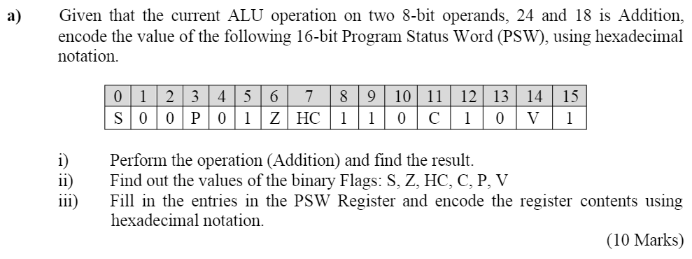 a) Given that the current ALU operation on two 8-bit operands, 24 and 18 is Addition,
encode the value of the following 16-bit Program Status Word (PSW), using hexadecimal
notation.
0 1 2 3 4 5 6 7 8 9 10 11 12 13 14 15
S 0 0 P 0 1 Z HC 1 1 0 C 1 0 V 1
i) Perform the operation (Addition) and find the result.
ii) Find out the values of the binary Flags: S, Z, HC, C, P, V
iii) Fill in the entries in the PSW Register and encode the register contents using
hexadecimal notation.
(10 Marks)